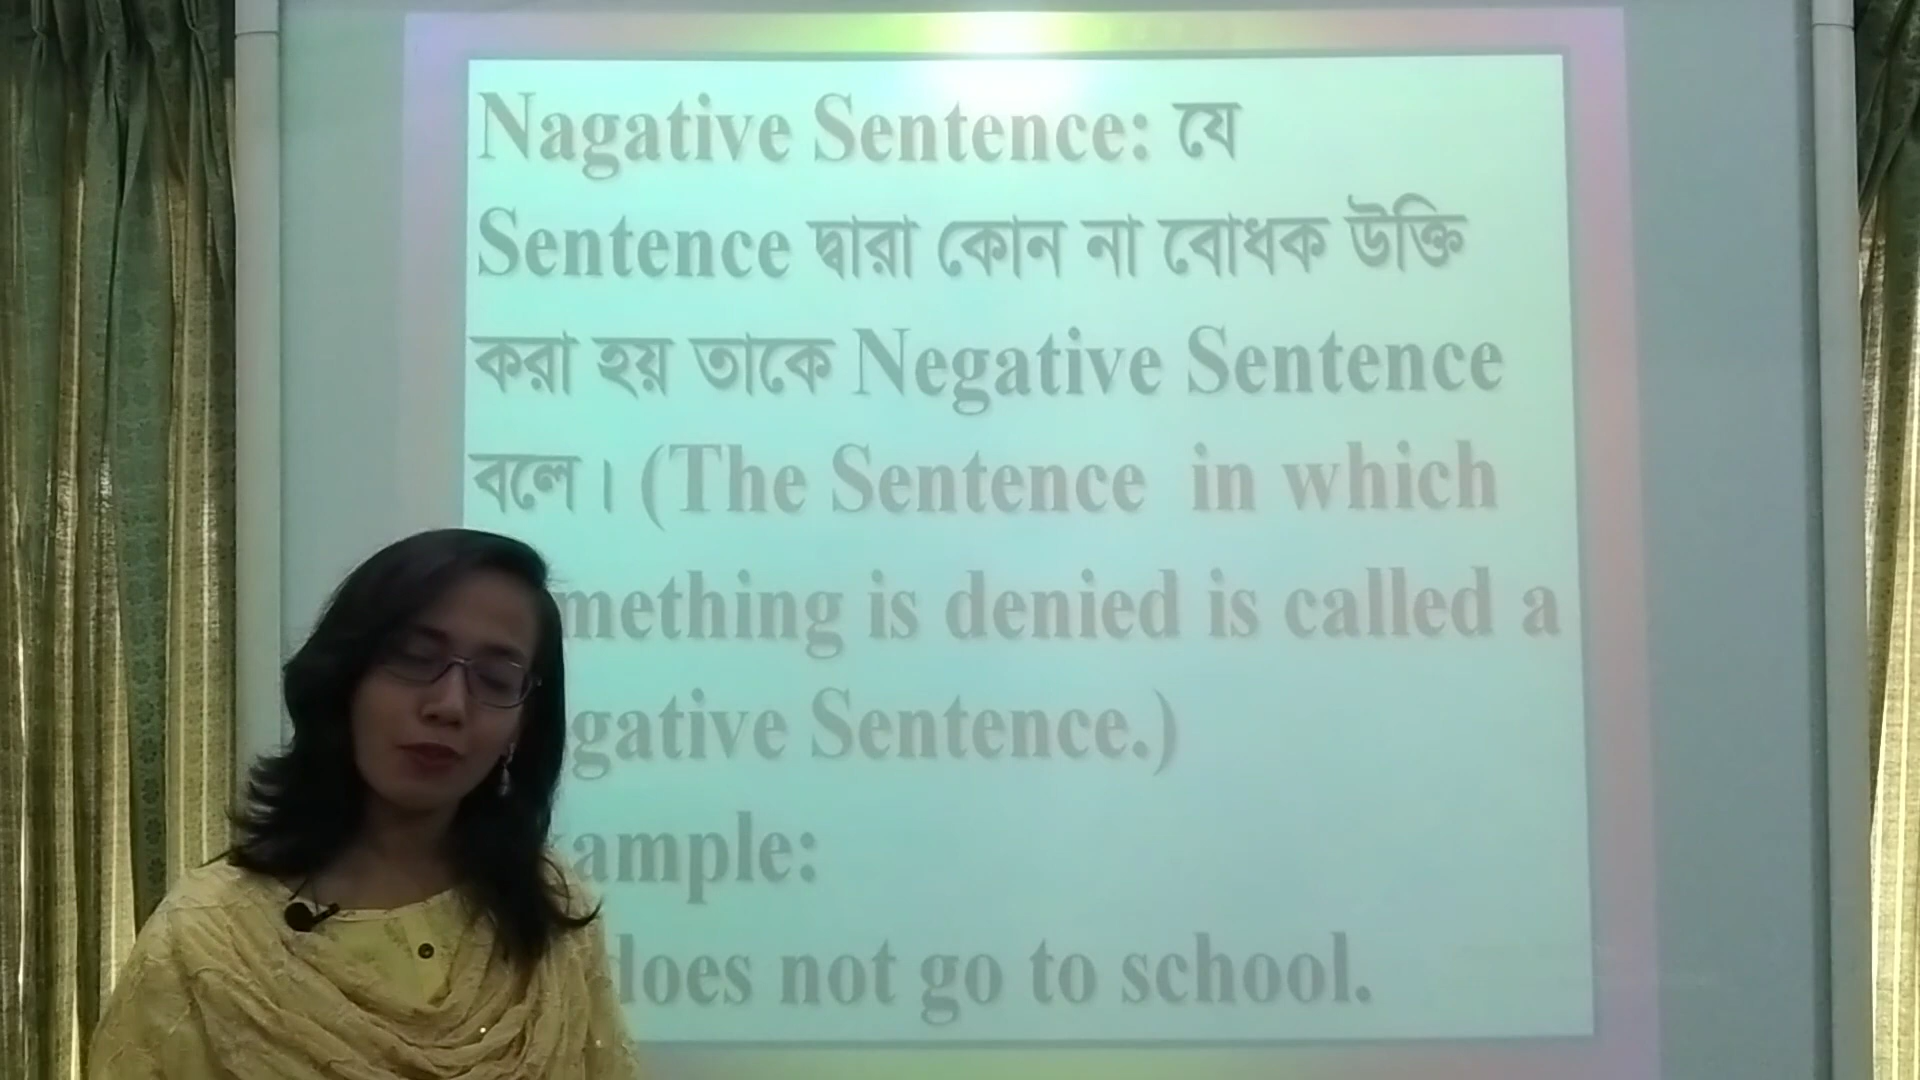 Nagative Sentence: যে
Sentence দ্বারা কোন না বোধক উক্তি
করা হয় তাকে Negative Sentence
বলে। (The Sentence in which
mething is denied is called a
gative Sentence.)
ample:
does not go to school.